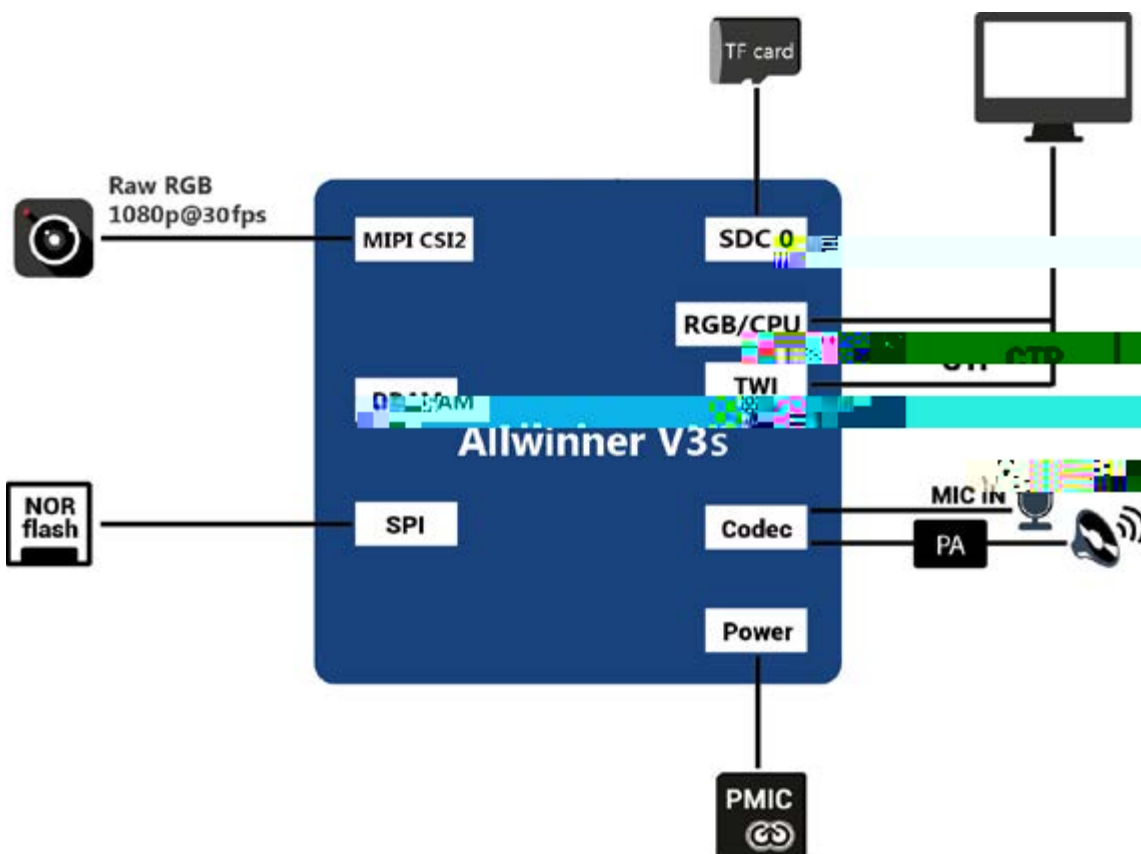 TF card
Raw RGB
1080p@30fps
MIPI CSI2
SDC 0
RGB/CPU
CTP
TWI
Allwinner V3s
NOR
flash
SPI
Codec
MIC IN
PA
Power
PMIC